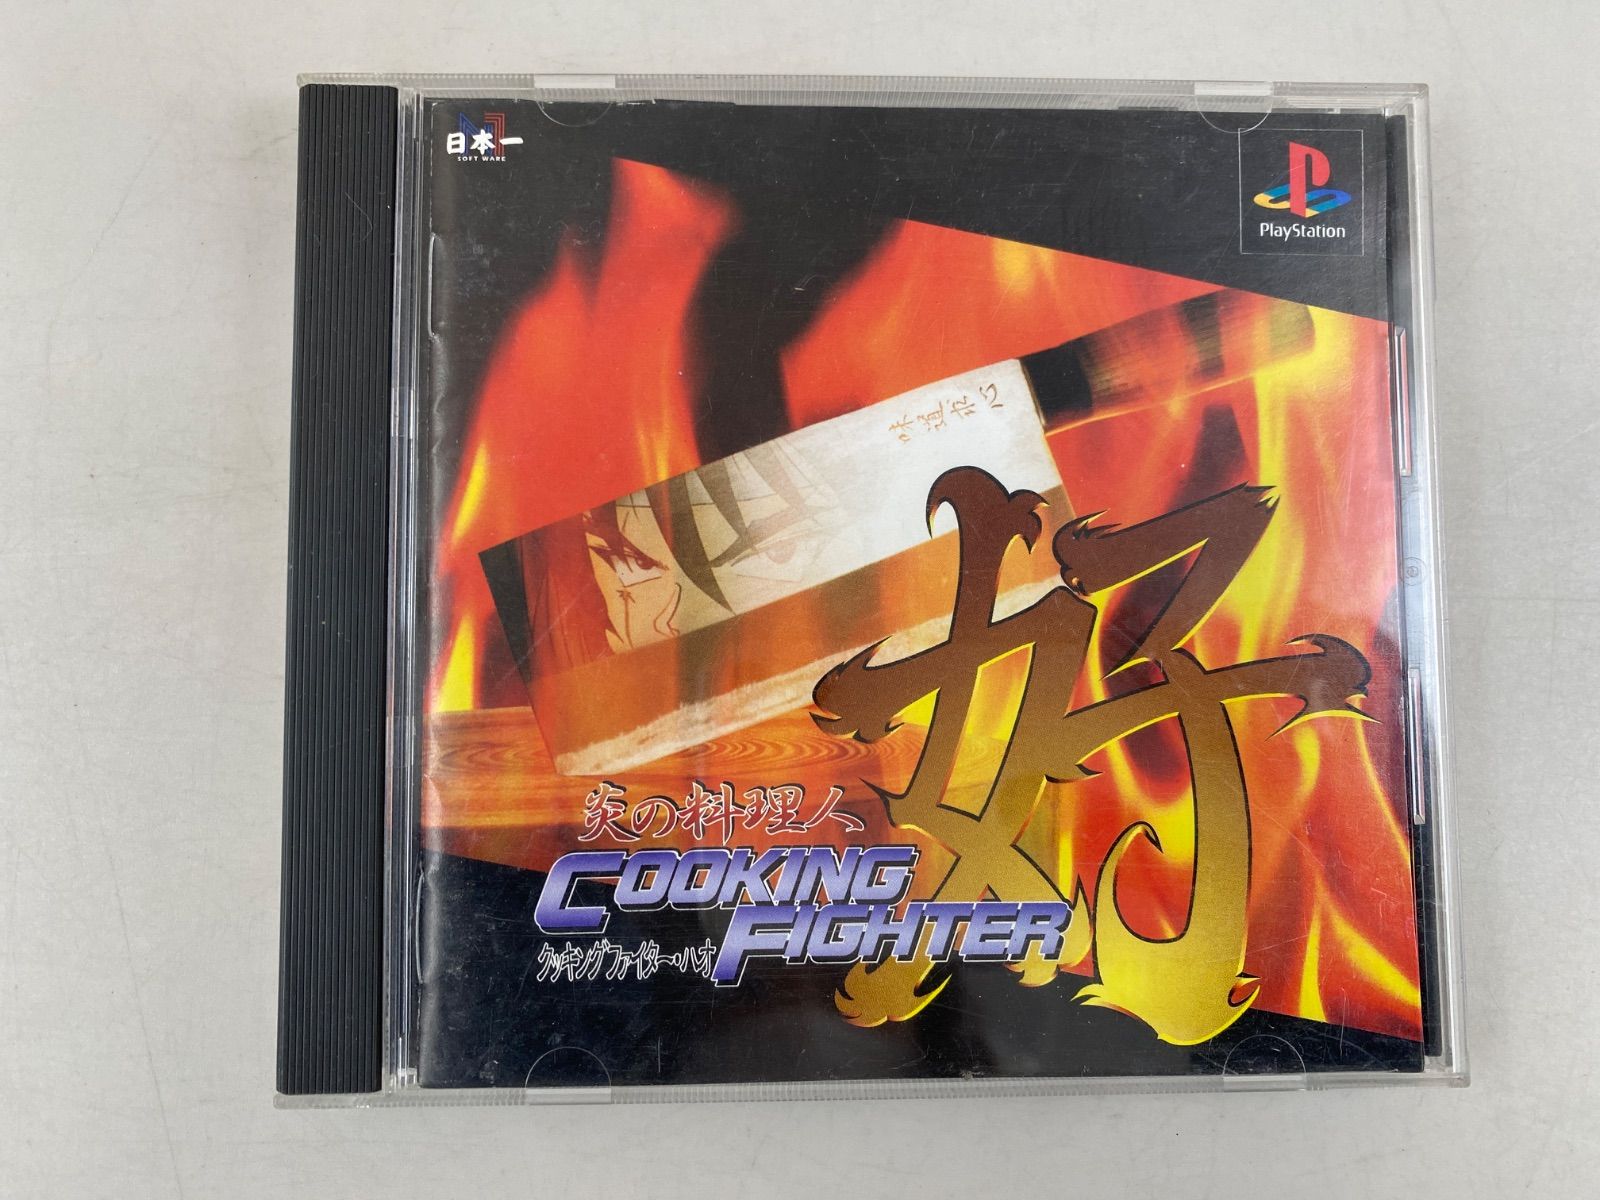 日本一
SOFT WARE
PlayStation
炎の料理人
COOKING
FIGHTER
クッキングファイター・ハオ
好
味道在心